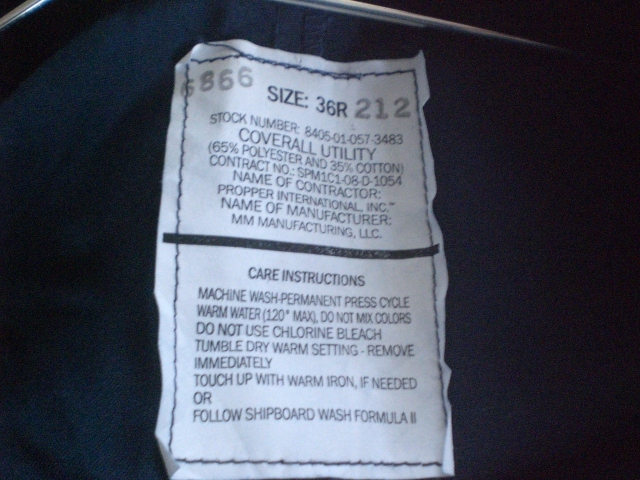 6866
SIZE: 36R 212
STOCK NUMBER: 8405-01-057-3483
COVERALL UTILITY
(65% POLYESTER AND 35% COTTON)
CONTRACT NO.: SPM1C1-08-D-1054
NAME OF CONTRACTOR:
PROPPER INTERNATIONAL, INC.™
NAME OF MANUFACTURER:
MM MANUFACTURING, LLC.
CARE INSTRUCTIONS
MACHINE WASH-PERMANENT PRESS CYCLE
WARM WATER (120° MAX), DO NOT MIX COLORS
DO NOT USE CHLORINE BLEACH
TUMBLE DRY WARM SETTING - REMOVE
IMMEDIATELY
TOUCH UP WITH WARM IRON, IF NEEDED
OR
FOLLOW SHIPBOARD WASH FORMULA II